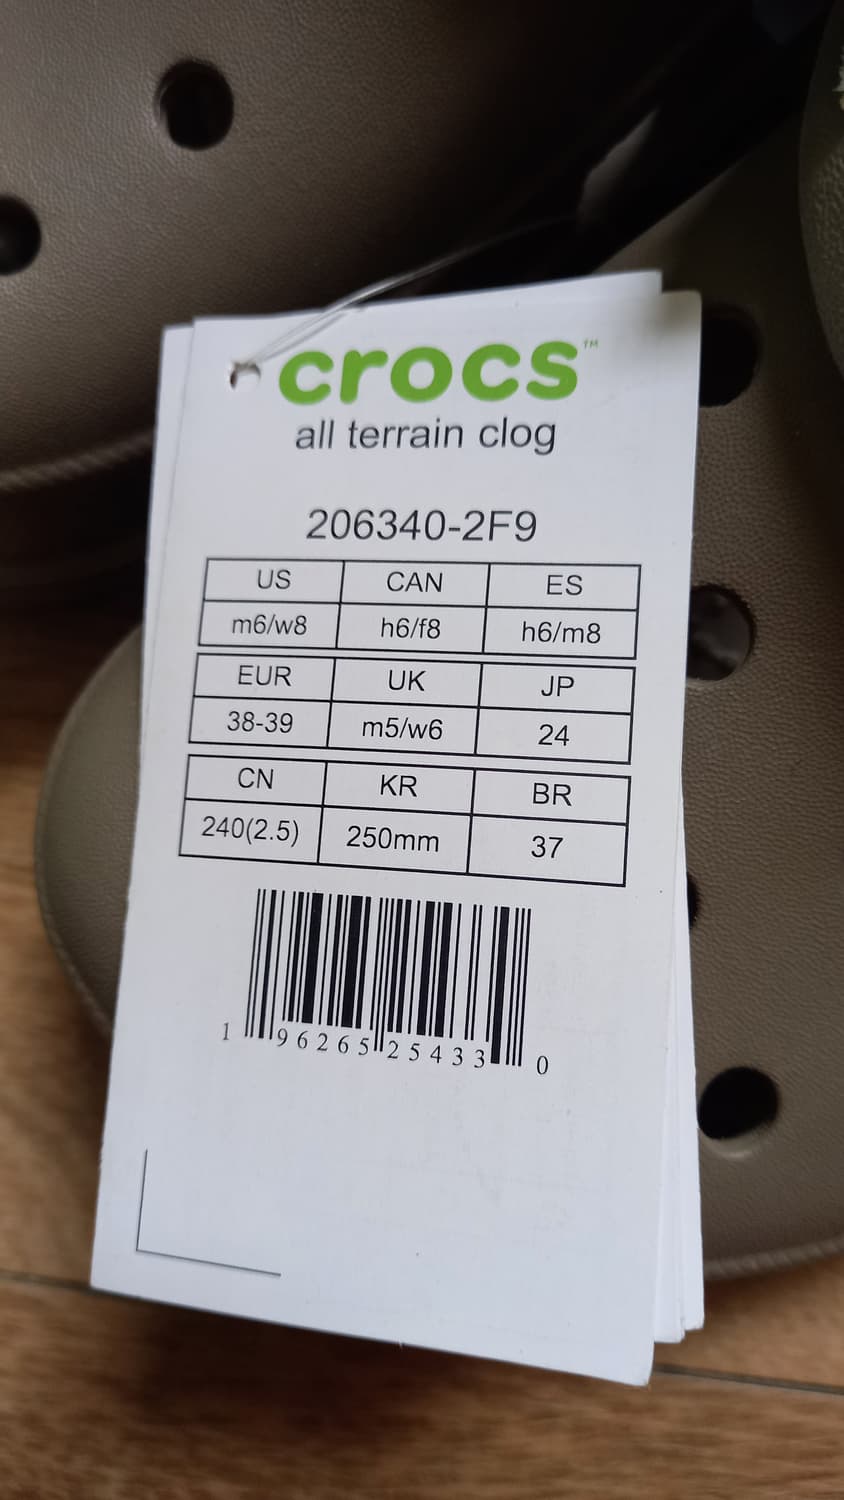 crocs™
all terrain clog
206340-2F9
US CAN ES
m6/w8 h6/f8 h6/m8
EUR UK JP
38-39 m5/w6 24
CN KR BR
240(2.5) 250mm 37
1 96265 25433 0